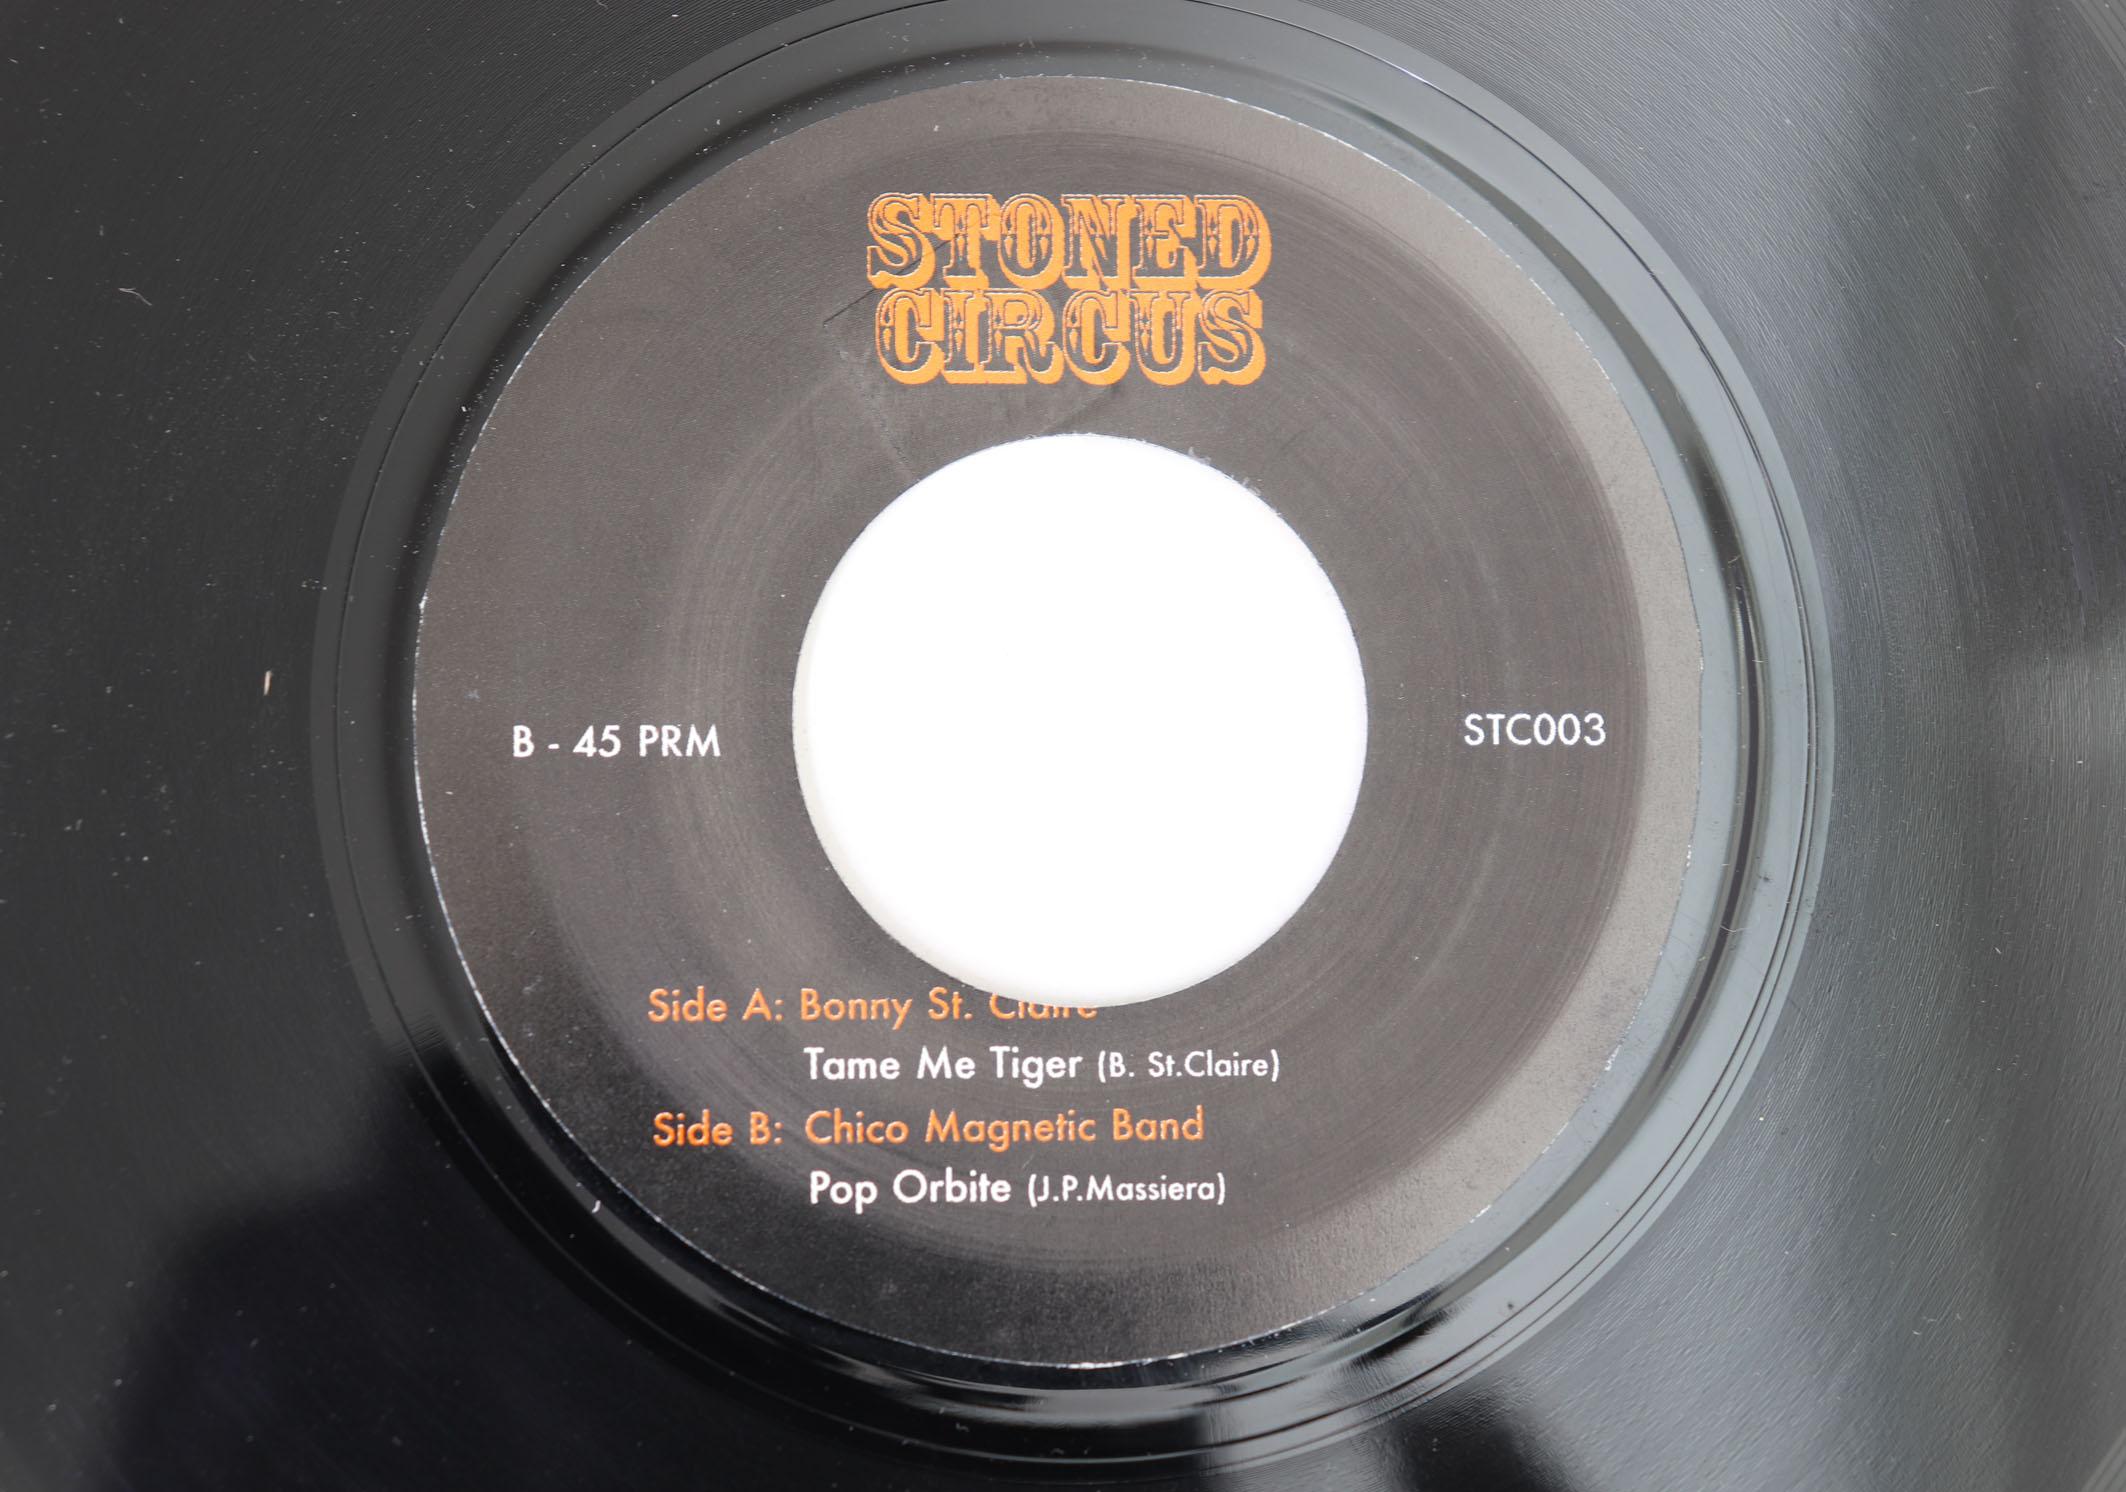 STONED
CIRCUS
B - 45 PRM
STC003
Side A: Bonny St. Claire
Tame Me Tiger (B. St.Claire)
Side B: Chico Magnetic Band
Pop Orbite (J.P.Massiera)